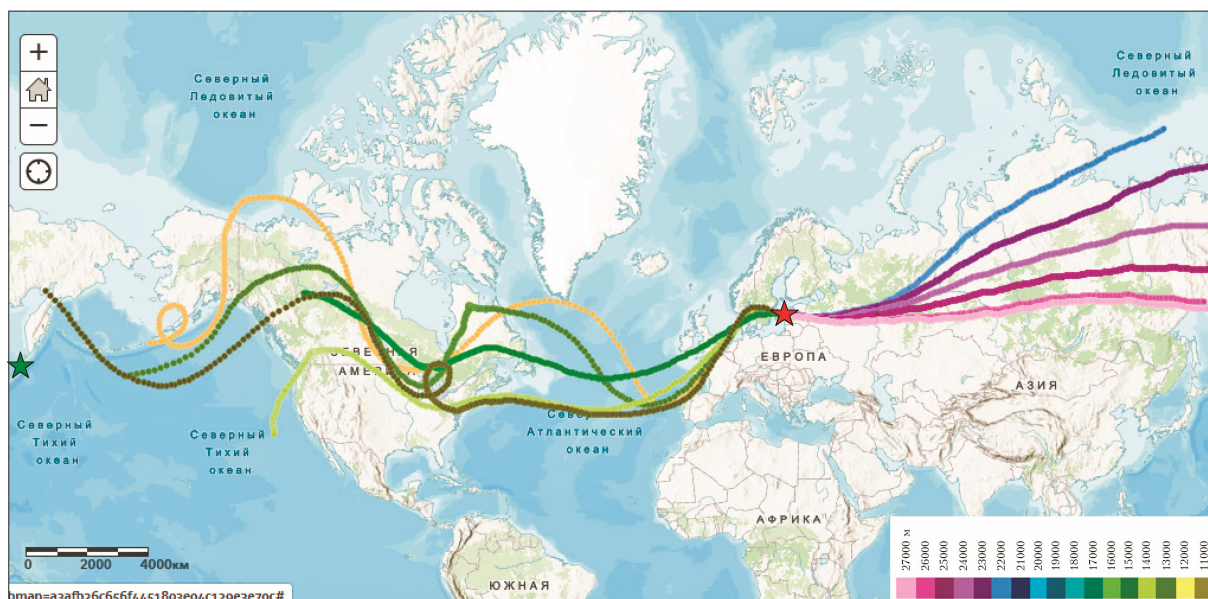 +
−
Северный
Ледовитый
океан
Северный
Ледовитый
океан
СЕВЕРНАЯ
АМЕРИКА
ЕВРОПА
АЗИЯ
Северный
Тихий
океан
Северный
Тихий
океан
Атлантический
океан
АФРИКА
ЮЖНАЯ
0 2000 4000км
27000 м
26000
25000
24000
23000
22000
21000
20000
19000
18000
17000
16000
15000
14000
13000
12000
11000